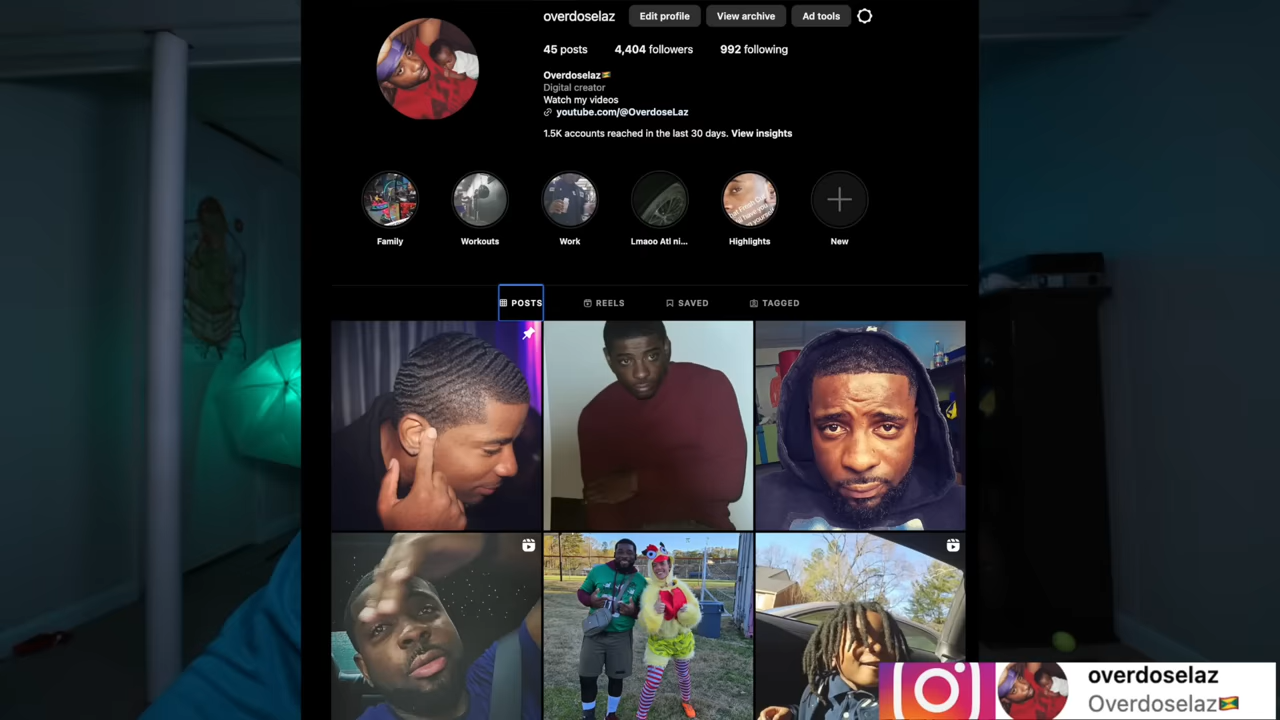 overdoselaz Edit profile View archive Ad tools
45 posts 4,404 followers 992 following
Overdoselaz
Digital creator
Watch my videos
youtube.com/@OverdoseLaz
1.5K accounts reached in the last 30 days. View insights
Family Workouts Work Lmaoo Atl ni... Highlights New
POSTS REELS SAVED TAGGED
overdoselaz
Overdoselaz